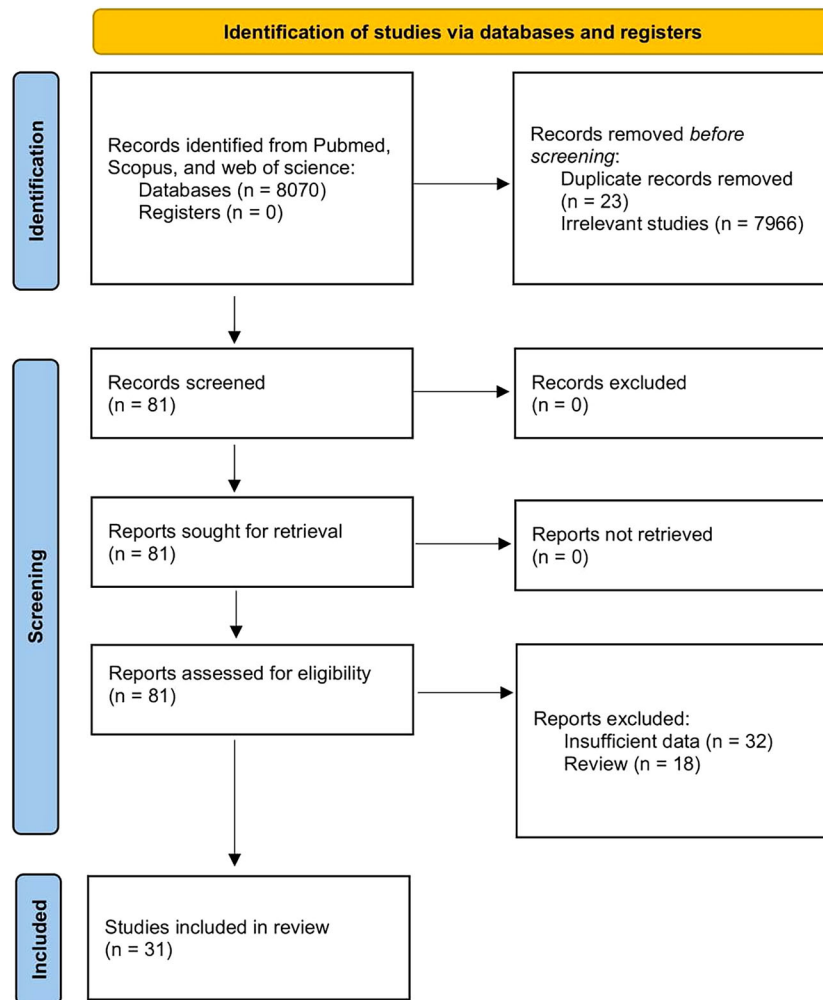 Identification of studies via databases and registers
Identification
Records identified from Pubmed,
Scopus, and web of science:
Databases (n = 8070)
Registers (n = 0)
Records removed before
screening:
Duplicate records removed
(n = 23)
Irrelevant studies (n = 7966)
Screening
Records screened
(n = 81)
Records excluded
(n = 0)
Reports sought for retrieval
(n = 81)
Reports not retrieved
(n = 0)
Reports assessed for eligibility
(n = 81)
Reports excluded:
Insufficient data (n = 32)
Review (n = 18)
Included
Studies included in review
(n = 31)